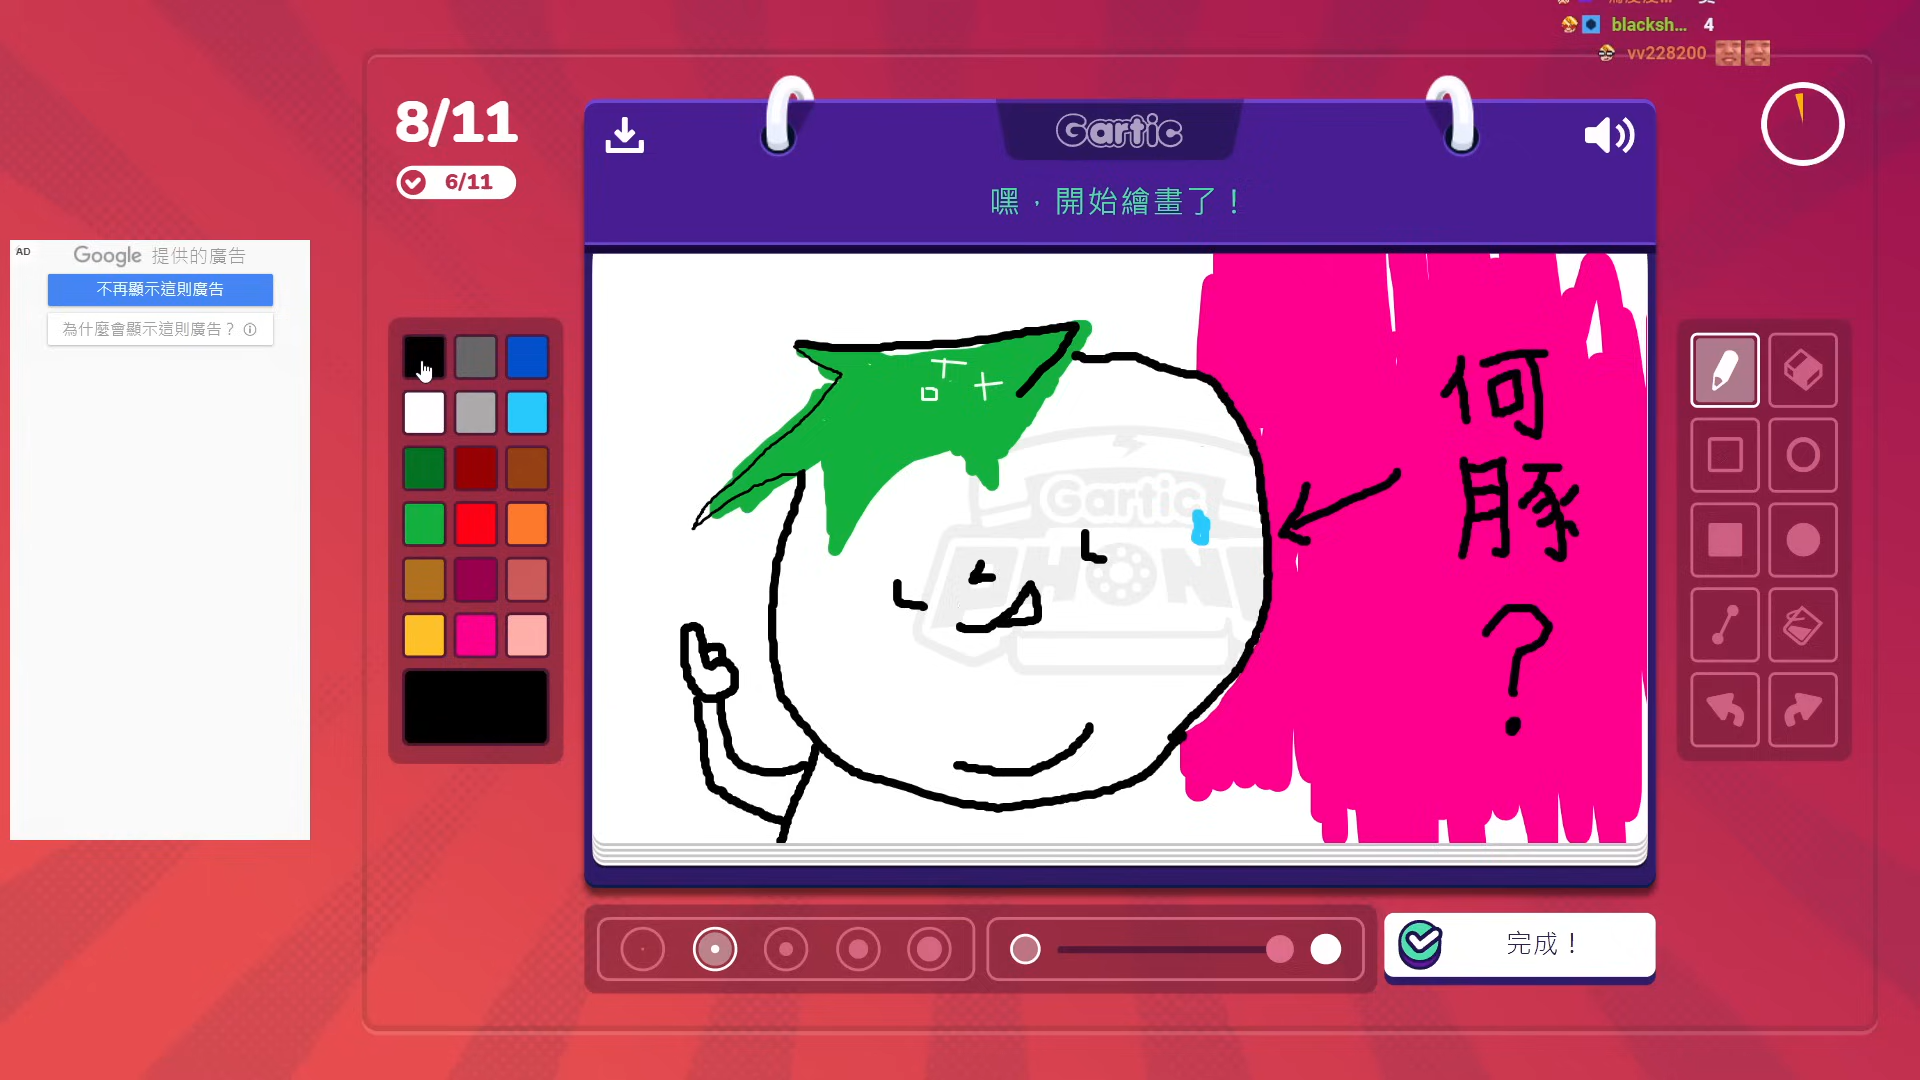 blacksh... 4
vv228200
8/11
6/11
Gartic
嘿，開始繪畫了！
AD
Google 提供的廣告
不再顯示這則廣告
為什麼會顯示這則廣告？
Gartic
PHONE
何
豚
？
完成！